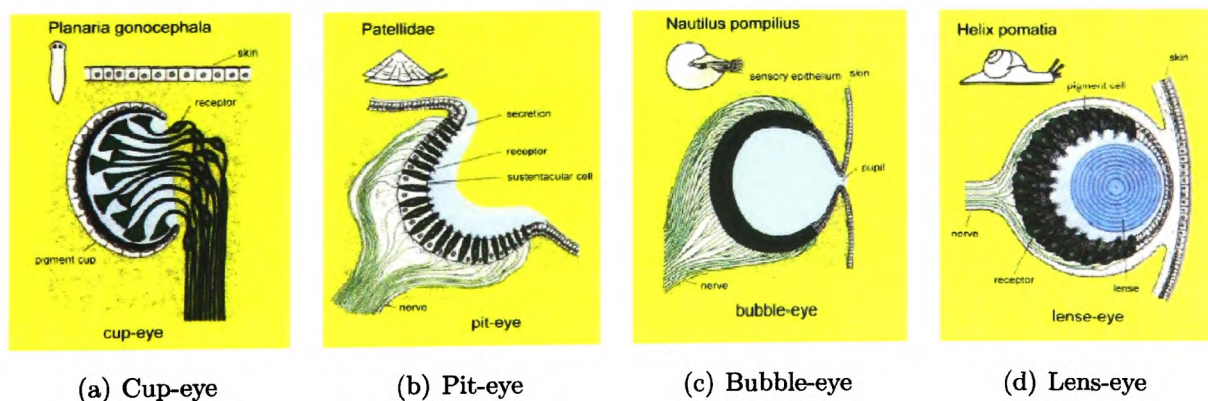 Planaria gonocephala
skin
receptor
pigment cup
cup-eye
(a) Cup-eye
Patellidae
secretion
receptor
sustentacular cell
nerve
pit-eye
(b) Pit-eye
Nautilus pompilius
sensory epithelium
skin
pupil
nerve
bubble-eye
(c) Bubble-eye
Helix pomatia
skin
pigment cell
nerve
receptor
lense
lense-eye
(d) Lens-eye